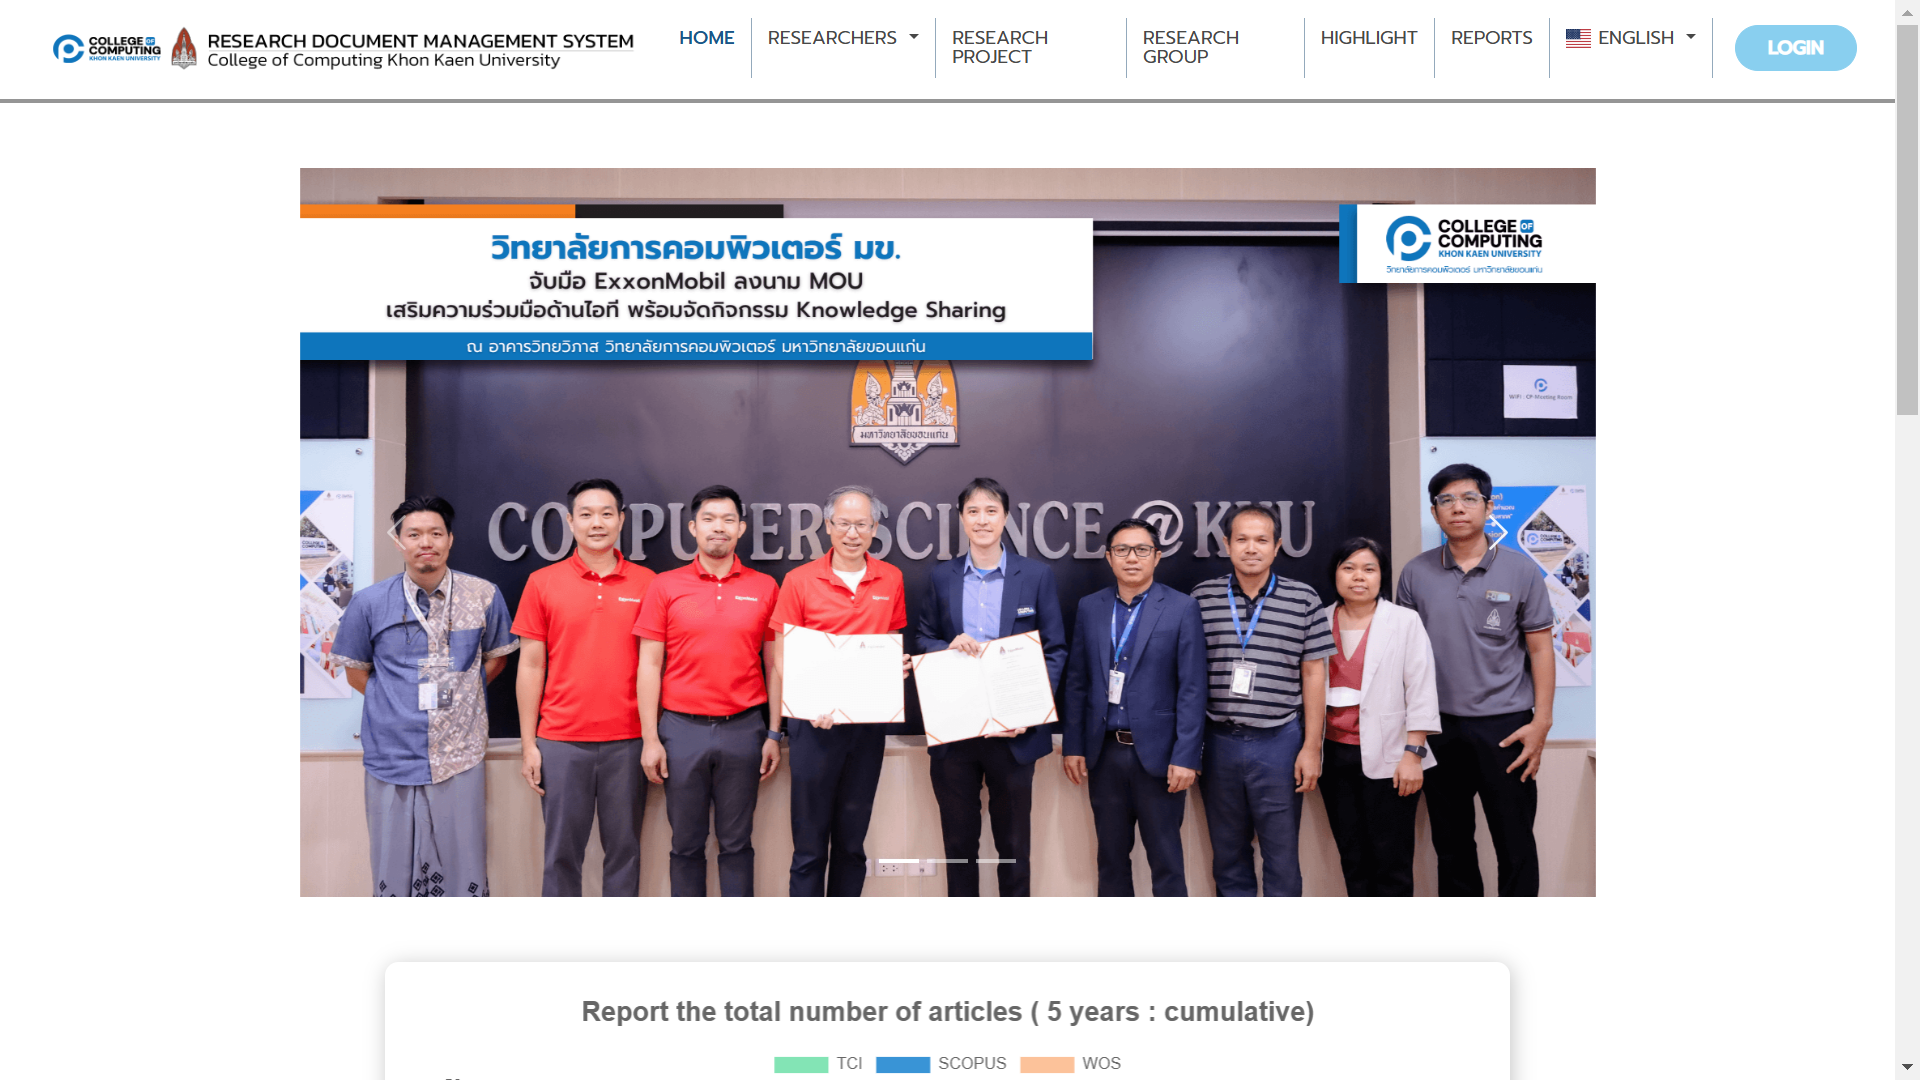 COLLEGE OF
COMPUTING
KHON KAEN UNIVERSITY
RESEARCH DOCUMENT MANAGEMENT SYSTEM
College of Computing Khon Kaen University
HOME
RESEARCHERS
RESEARCH
PROJECT
RESEARCH
GROUP
HIGHLIGHT
REPORTS
ENGLISH
LOGIN
วิทยาลัยการคอมพิวเตอร์ มข.
จับมือ ExxonMobil ลงนาม MOU
เสริมความร่วมมือด้านไอที พร้อมจัดกิจกรรม Knowledge Sharing
ณ อาคารวิทยวิภาส วิทยาลัยการคอมพิวเตอร์ มหาวิทยาลัยขอนแก่น
COLLEGE OF
COMPUTING
KHON KAEN UNIVERSITY
วิทยาลัยการคอมพิวเตอร์ มหาวิทยาลัยขอนแก่น
WiFi : CP Meeting Room
มหาวิทยาลัยขอนแก่น
COMPUTER SCIENCE @ KKU
Report the total number of articles ( 5 years : cumulative)
TCI
SCOPUS
WOS